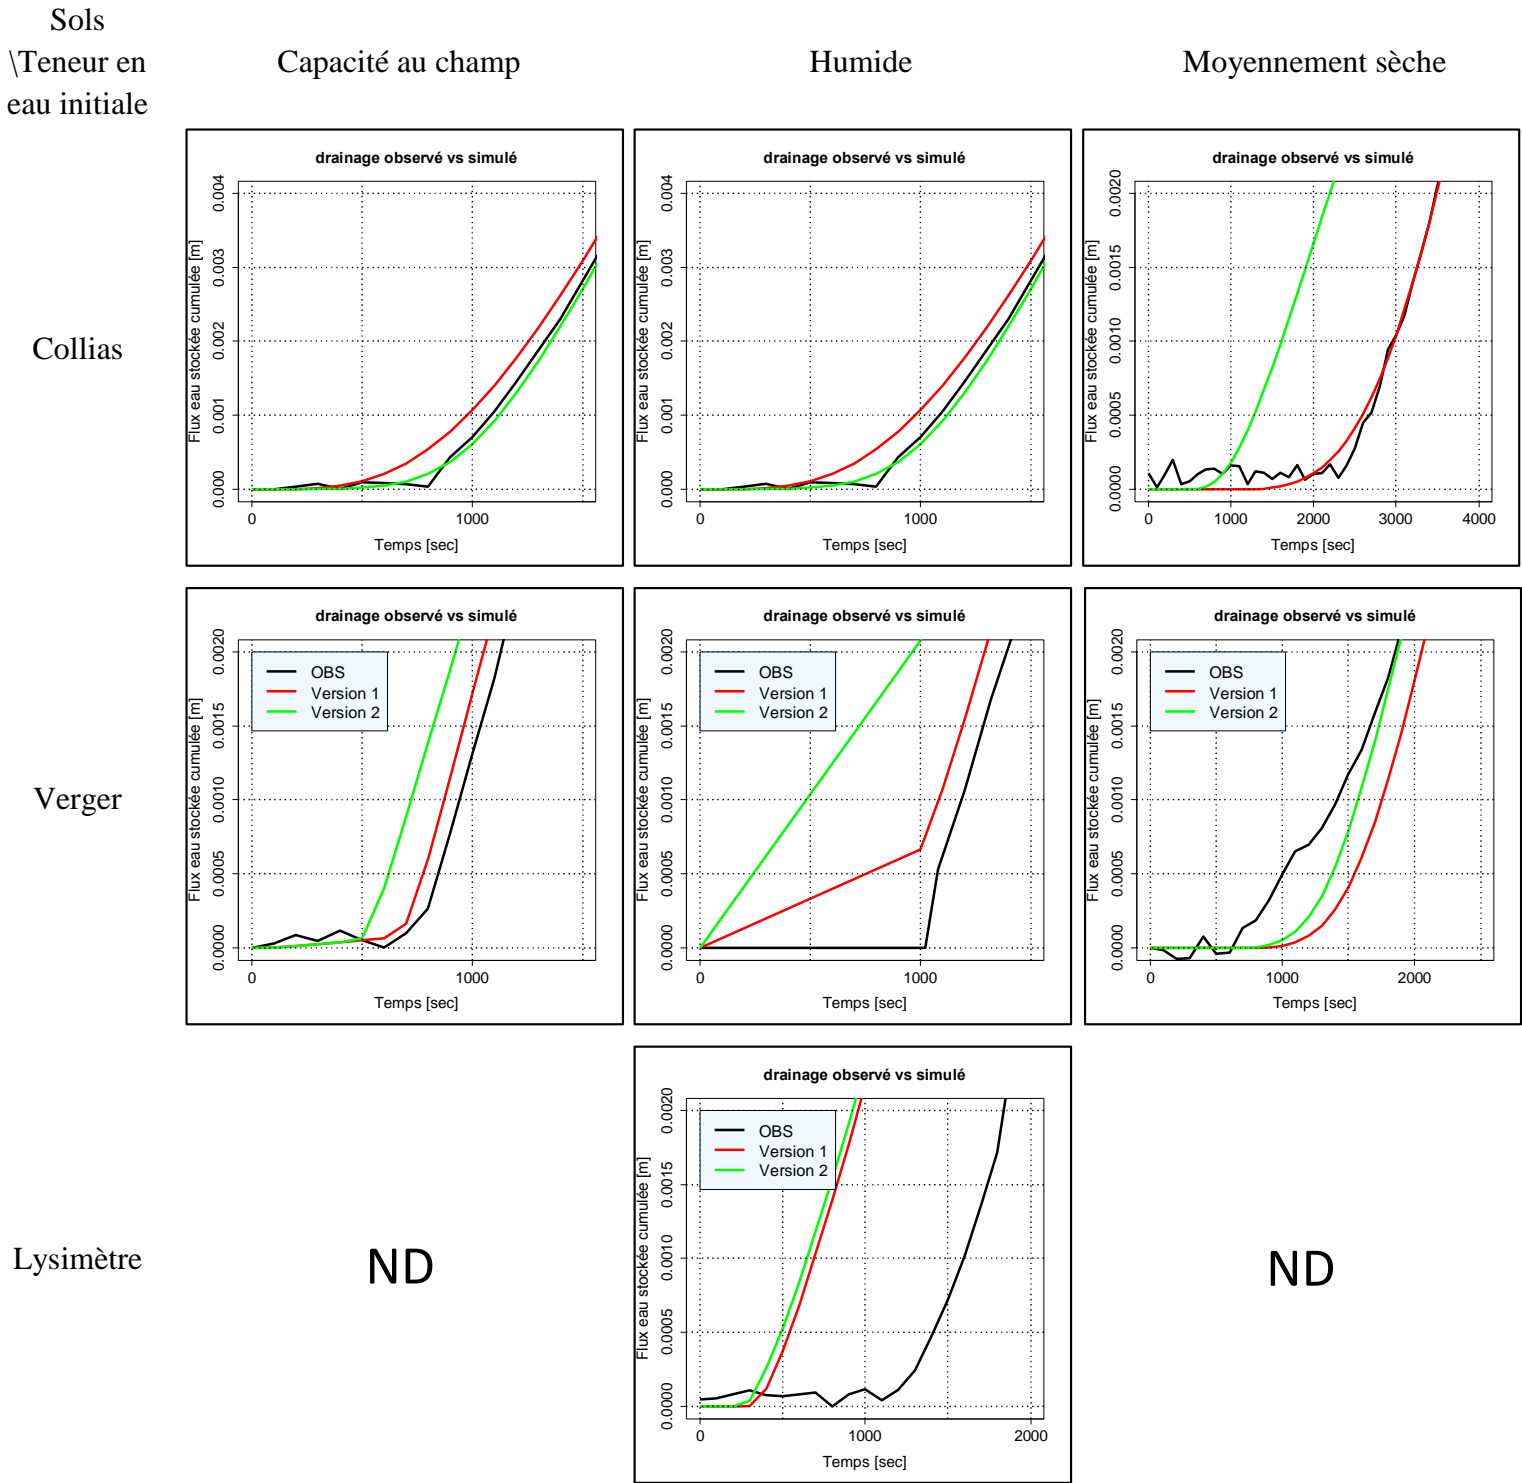 Sols
\Teneur en
eau initiale
Capacité au champ
Humide
Moyennement sèche
Collias
drainage observé vs simulé
Flux eau stockée cumulée [m]
0.004
0.003
0.002
0.001
0.000
0
1000
Temps [sec]
drainage observé vs simulé
Flux eau stockée cumulée [m]
0.004
0.003
0.002
0.001
0.000
0
1000
Temps [sec]
drainage observé vs simulé
Flux eau stockée cumulée [m]
0.0020
0.0015
0.0010
0.0005
0.0000
0
1000
2000
3000
4000
Temps [sec]
Verger
drainage observé vs simulé
Flux eau stockée cumulée [m]
0.0020
0.0015
0.0010
0.0005
0.0000
OBS
Version 1
Version 2
0
1000
Temps [sec]
drainage observé vs simulé
Flux eau stockée cumulée [m]
0.0020
0.0015
0.0010
0.0005
0.0000
OBS
Version 1
Version 2
0
1000
Temps [sec]
drainage observé vs simulé
Flux eau stockée cumulée [m]
0.0020
0.0015
0.0010
0.0005
0.0000
OBS
Version 1
Version 2
0
1000
2000
Temps [sec]
Lysimètre
ND
drainage observé vs simulé
Flux eau stockée cumulée [m]
0.0020
0.0015
0.0010
0.0005
0.0000
OBS
Version 1
Version 2
0
1000
2000
Temps [sec]
ND